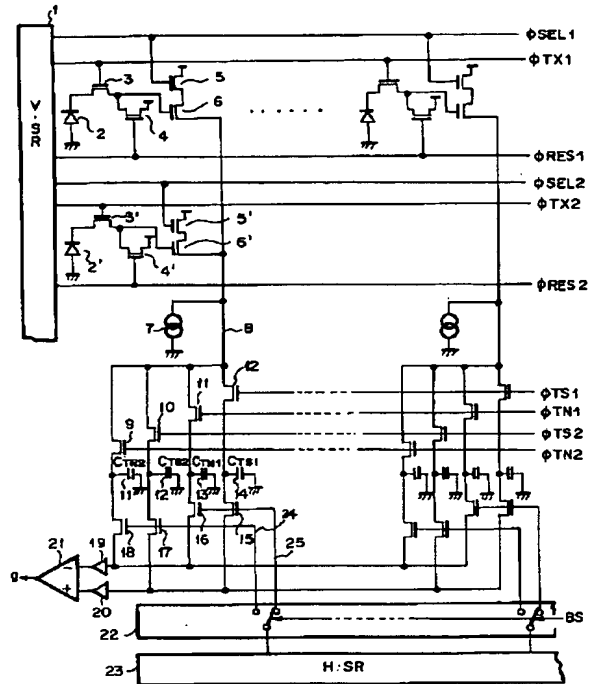 1
φSEL1
φTX1
3
5
V·SR
6
2
4
φRES1
φSEL2
φTX2
3'
5'
6'
2'
4'
φRES2
7
8
12
φTS1
11
φTN1
10
φTS2
9
φTN2
CTN2
CTS2
CTN1
CTS1
11
12
13
14
24
18
17
16
15
25
21
19
g
−
+
20
22
BS
23
H·SR